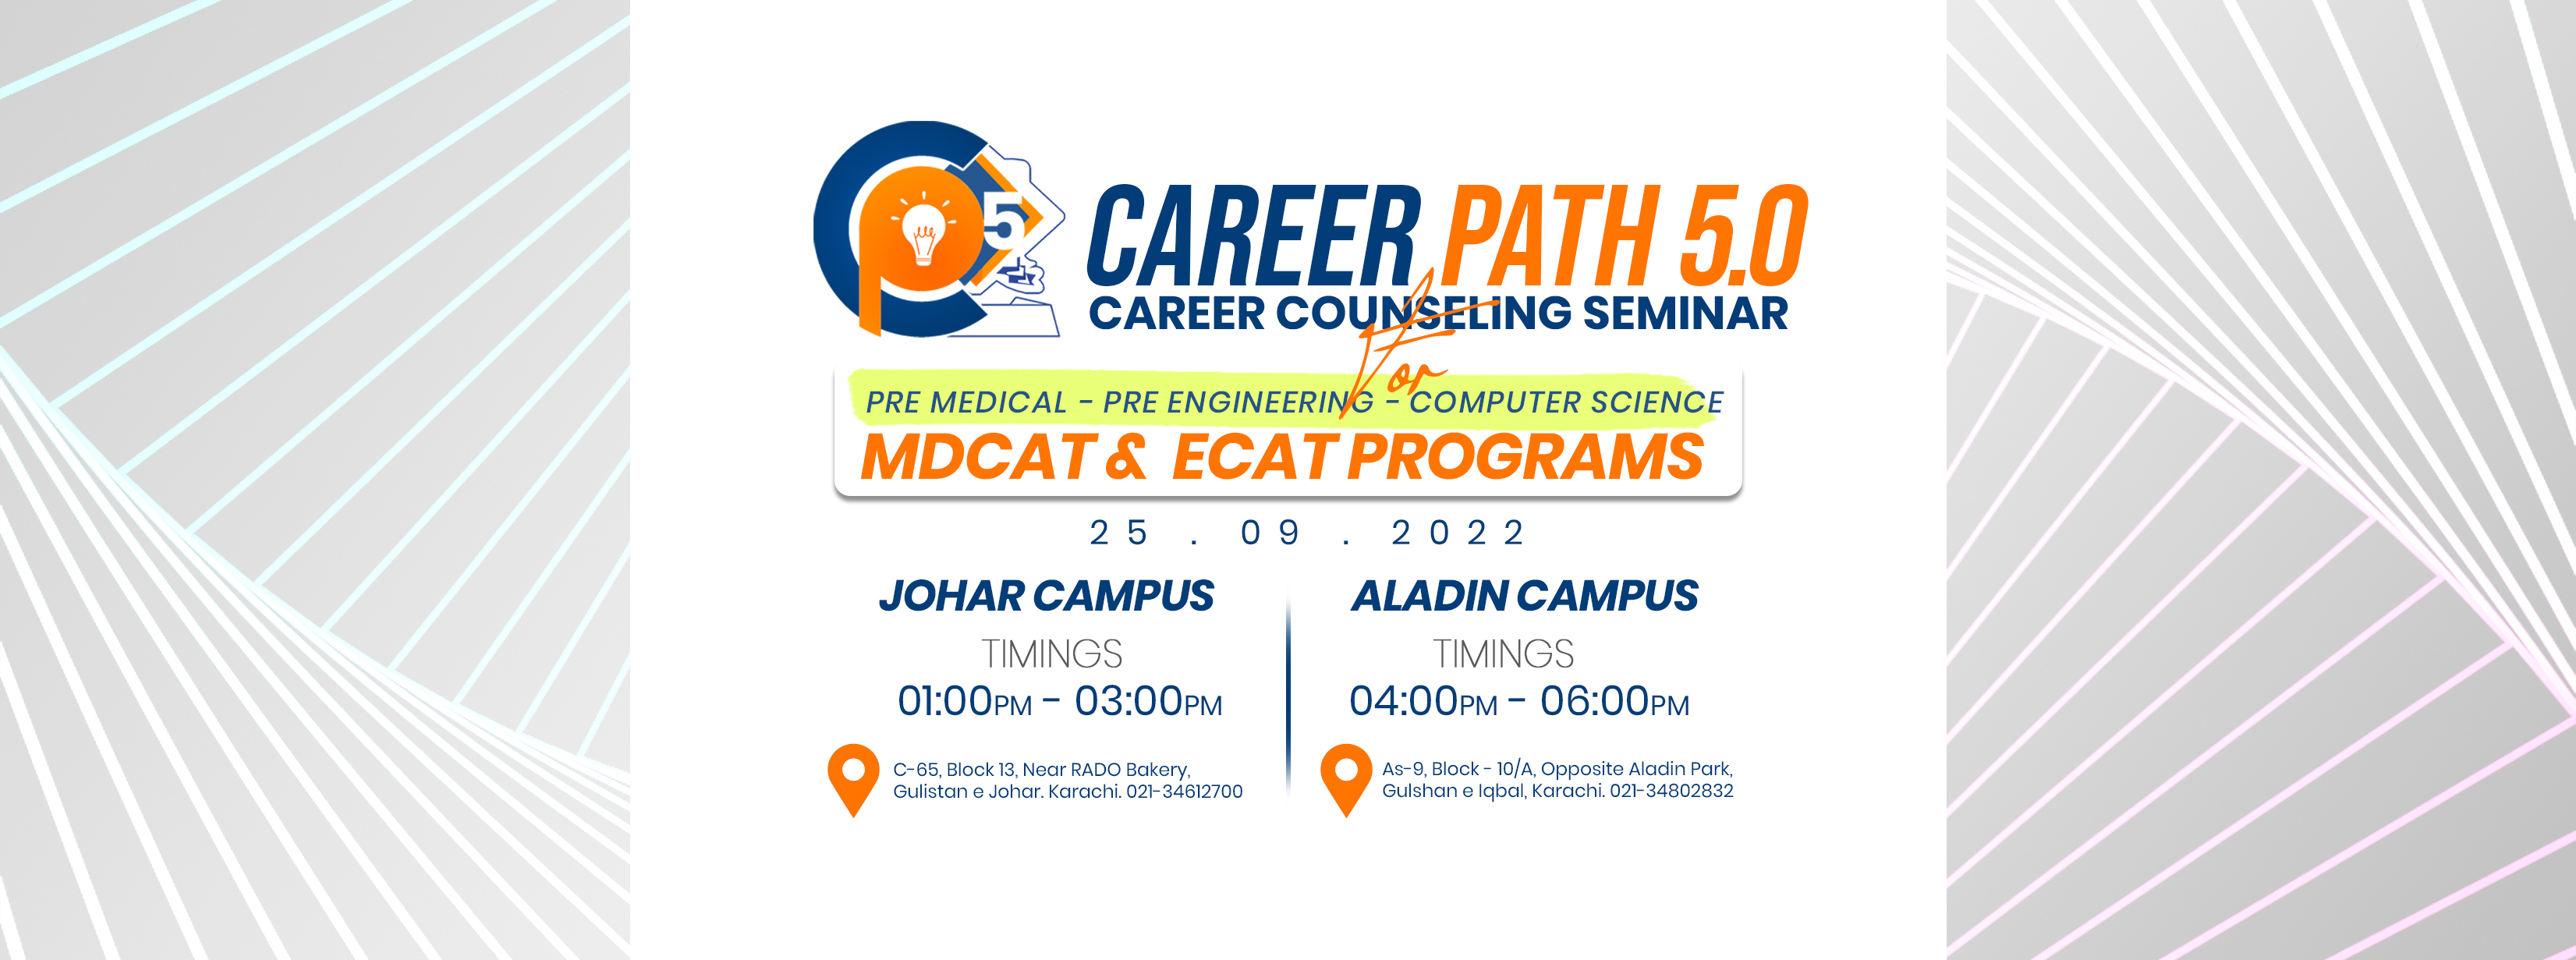 5
CAREER PATH 5.0
CAREER COUNSELING SEMINAR
For
PRE MEDICAL - PRE ENGINEERING - COMPUTER SCIENCE
MDCAT & ECAT PROGRAMS
25 . 09 . 2022
JOHAR CAMPUS
TIMINGS
01:00PM - 03:00PM
C-65, Block 13, Near RADO Bakery,
Gulistan e Johar. Karachi. 021-34612700
ALADIN CAMPUS
TIMINGS
04:00PM - 06:00PM
As-9, Block - 10/A, Opposite Aladin Park,
Gulshan e Iqbal, Karachi. 021-34802832